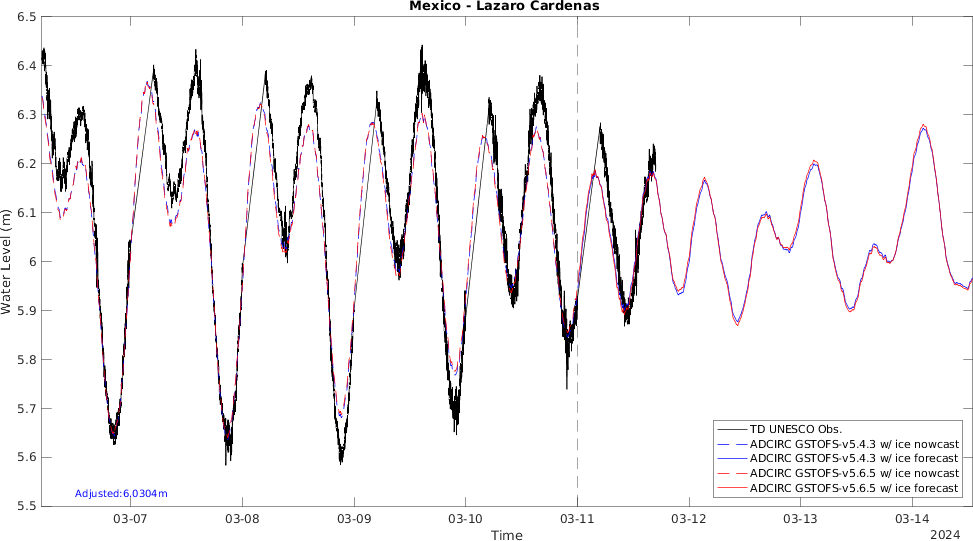 Mexico - Lazaro Cardenas
6.5
6.4
6.3
6.2
6.1
6
5.9
5.8
5.7
5.6
5.5
Water Level (m)
TD UNESCO Obs.
ADCIRC GSTOFS-v5.4.3 w/ ice nowcast
ADCIRC GSTOFS-v5.4.3 w/ ice forecast
ADCIRC GSTOFS-v5.6.5 w/ ice nowcast
ADCIRC GSTOFS-v5.6.5 w/ ice forecast
Adjusted:6.0304m
03-07 03-08 03-09 03-10 03-11 03-12 03-13 03-14
Time
2024